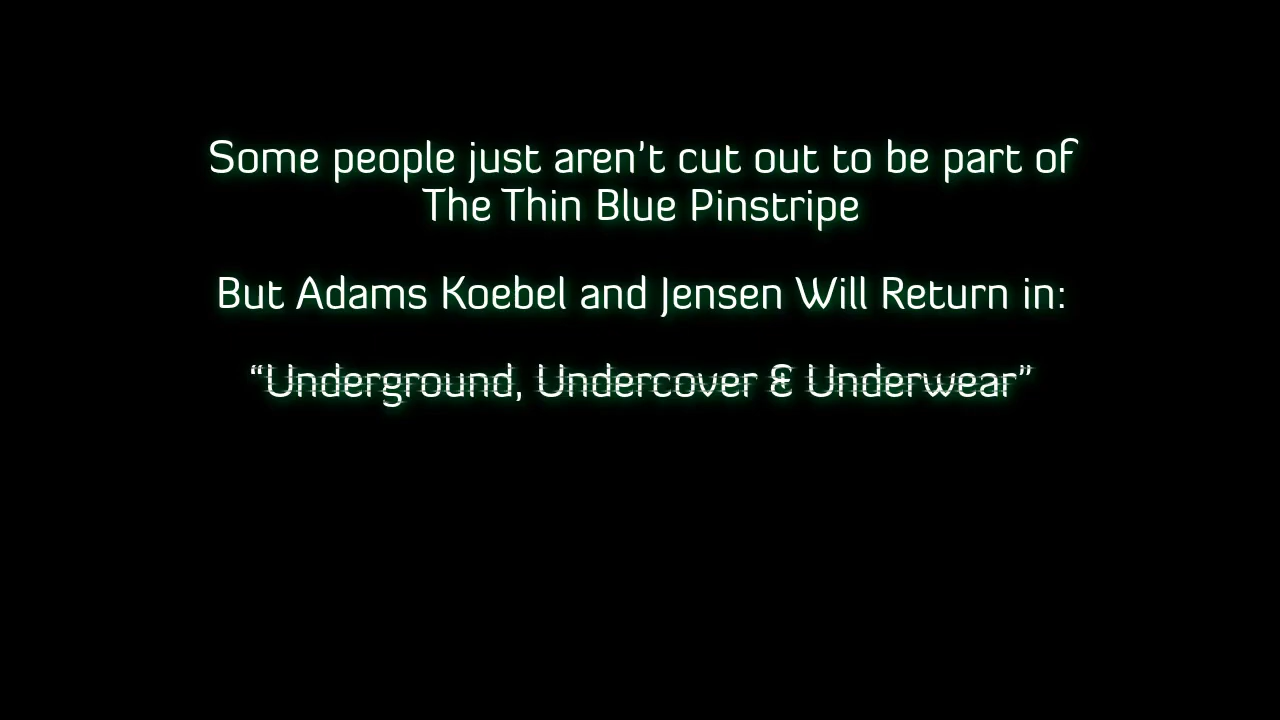 Some people just aren't cut out to be part of
The Thin Blue Pinstripe
But Adams Koebel and Jensen Will Return in:
“Underground, Undercover & Underwear”